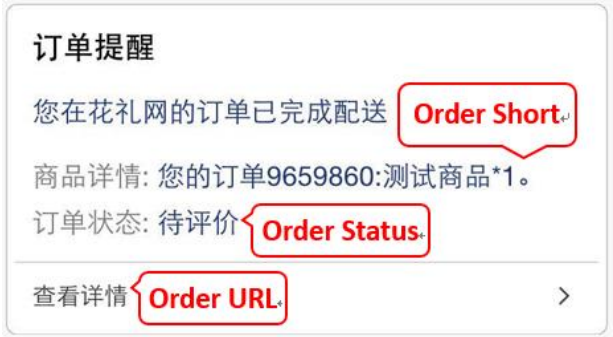 订单提醒
您在花礼网的订单已完成配送
Order Short
商品详情: 您的订单9659860:测试商品*1。
订单状态: 待评价
Order Status
查看详情
Order URL
>